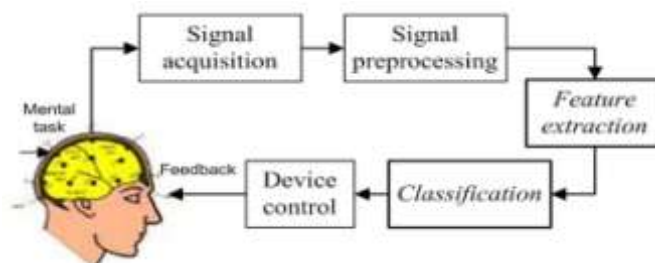 Signal
acquisition
Signal
preprocessing
Feature
extraction
Mental
task
Feedback
Device
control
Classification